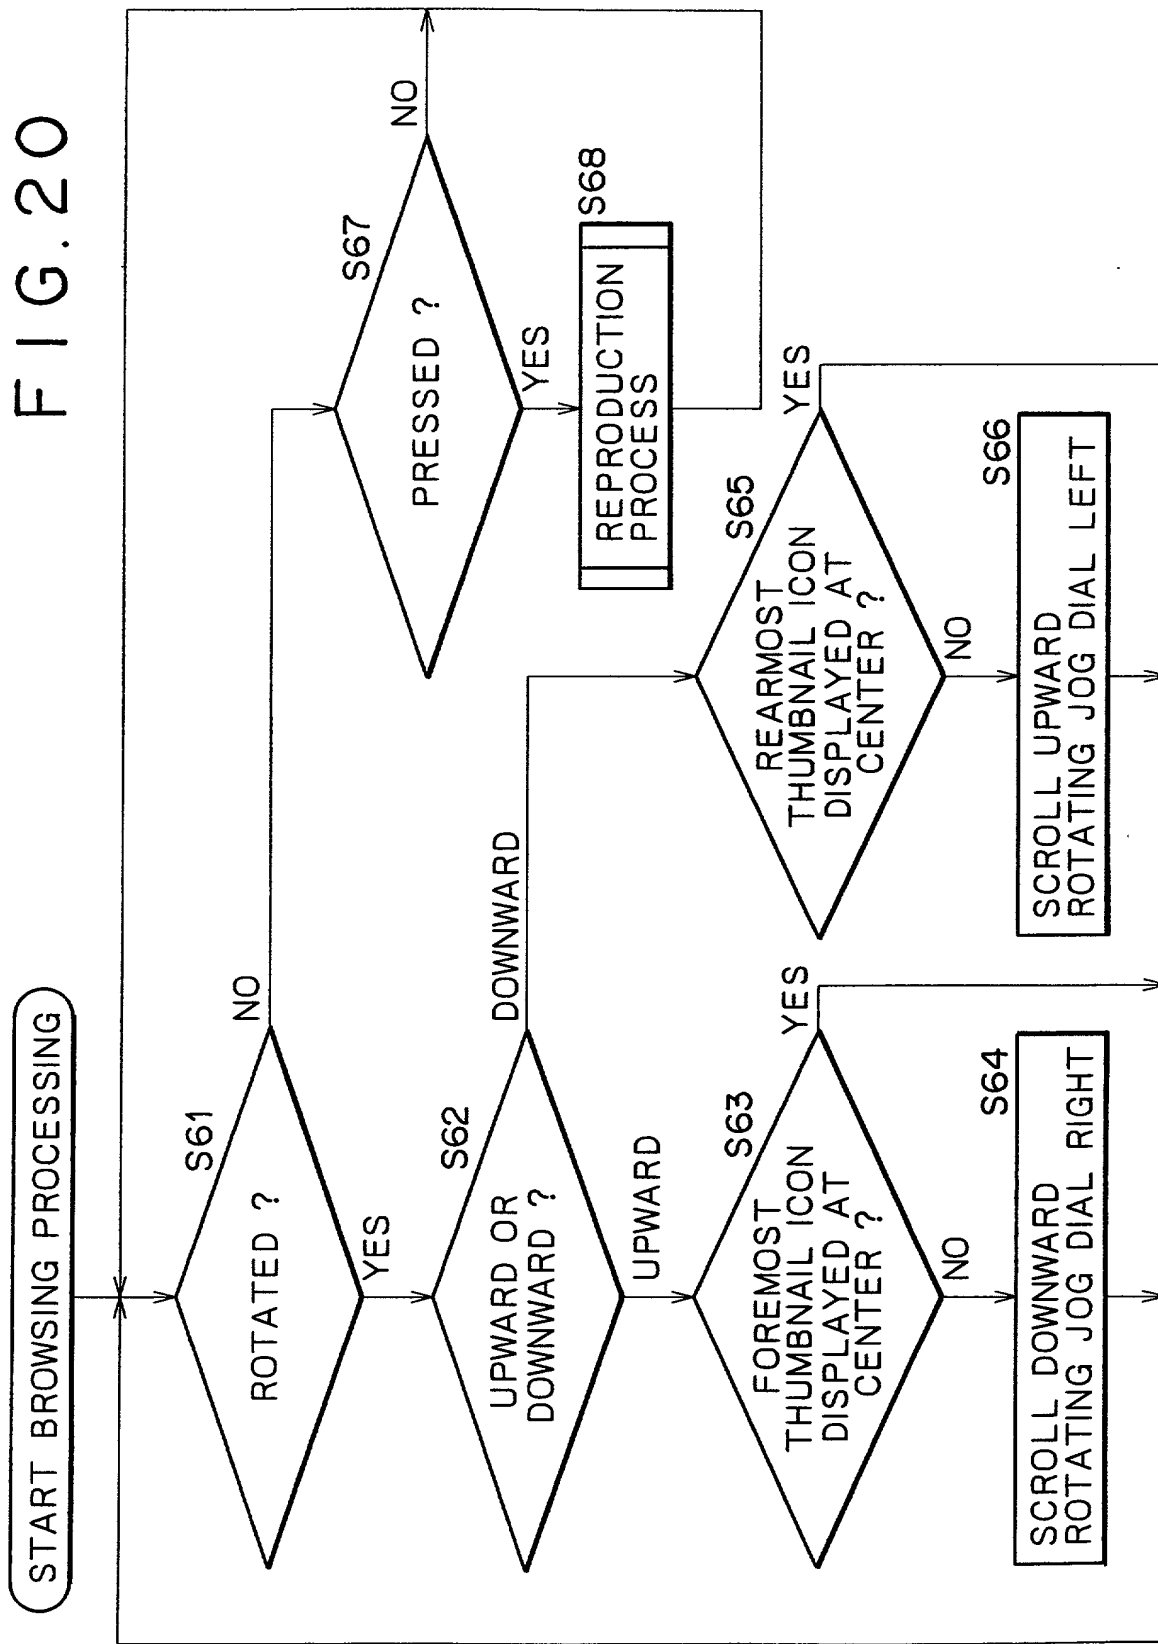 FIG.20
START BROWSING PROCESSING
S61
ROTATED ?
NO
YES
S62
UPWARD OR
DOWNWARD ?
DOWNWARD
UPWARD
S63
FOREMOST
THUMBNAIL ICON
DISPLAYED AT
CENTER ?
YES
NO
S64
SCROLL DOWNWARD
ROTATING JOG DIAL RIGHT
S65
REARMOST
THUMBNAIL ICON
DISPLAYED AT
CENTER ?
YES
NO
S66
SCROLL UPWARD
ROTATING JOG DIAL LEFT
S67
PRESSED ?
NO
YES
S68
REPRODUCTION
PROCESS